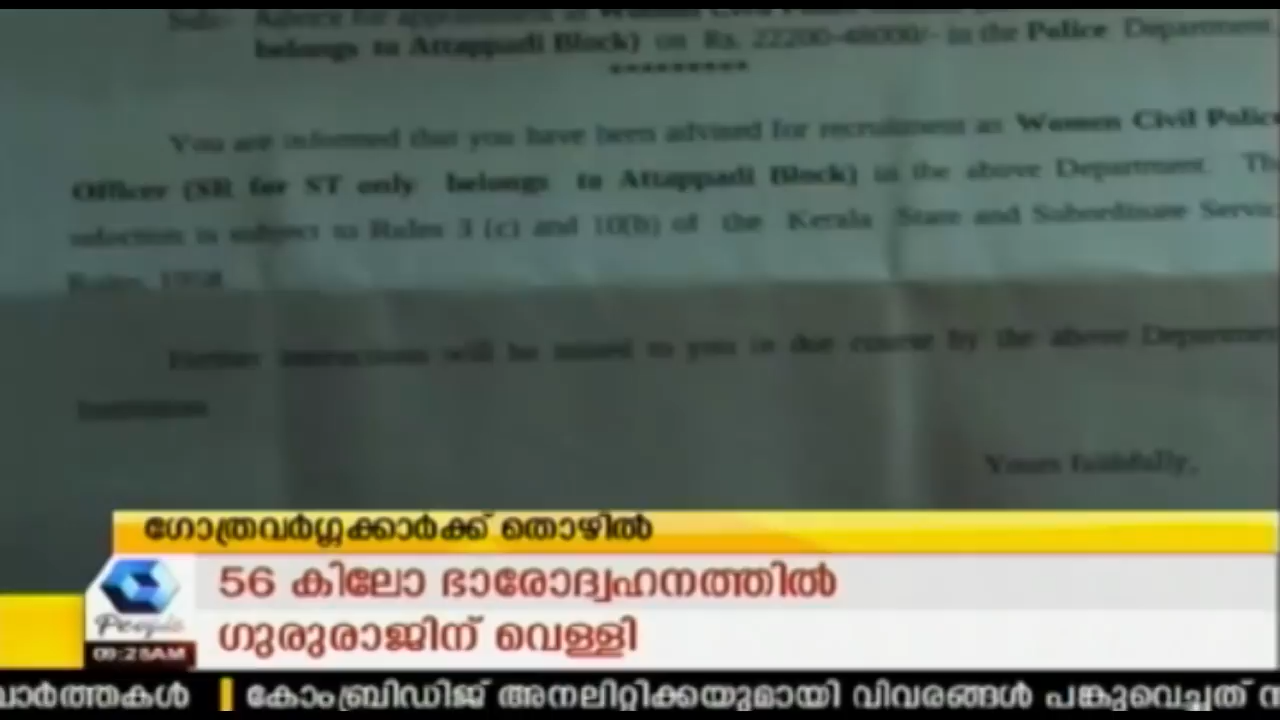 belongs to Attappadi Block) on Rs. 22200-48000/- in the Police Department.
*********
You are informed that you have been advised for recruitment as Women Civil Police
Officer (SR for ST only belongs to Attappadi Block) in the above Department. Th
selection is subject to Rules 3 (c) and 10(b) of the Kerala State and Subordinate Servic
Rules, 1958
Further instructions will be issued to you in due course by the above Departmen
Institution
Yours faithfully,
ഗോത്രവർഗ്ഗക്കാർക്ക് തൊഴിൽ
56 കിലോ ഭാരോദ്വഹനത്തിൽ
ഗുരുരാജിന് വെള്ളി
People
09:25AM
വാർത്തകൾ | കോംബ്രിഡിജ് അനലിറ്റിക്കയുമായി വിവരങ്ങൾ പങ്കുവെച്ചത്